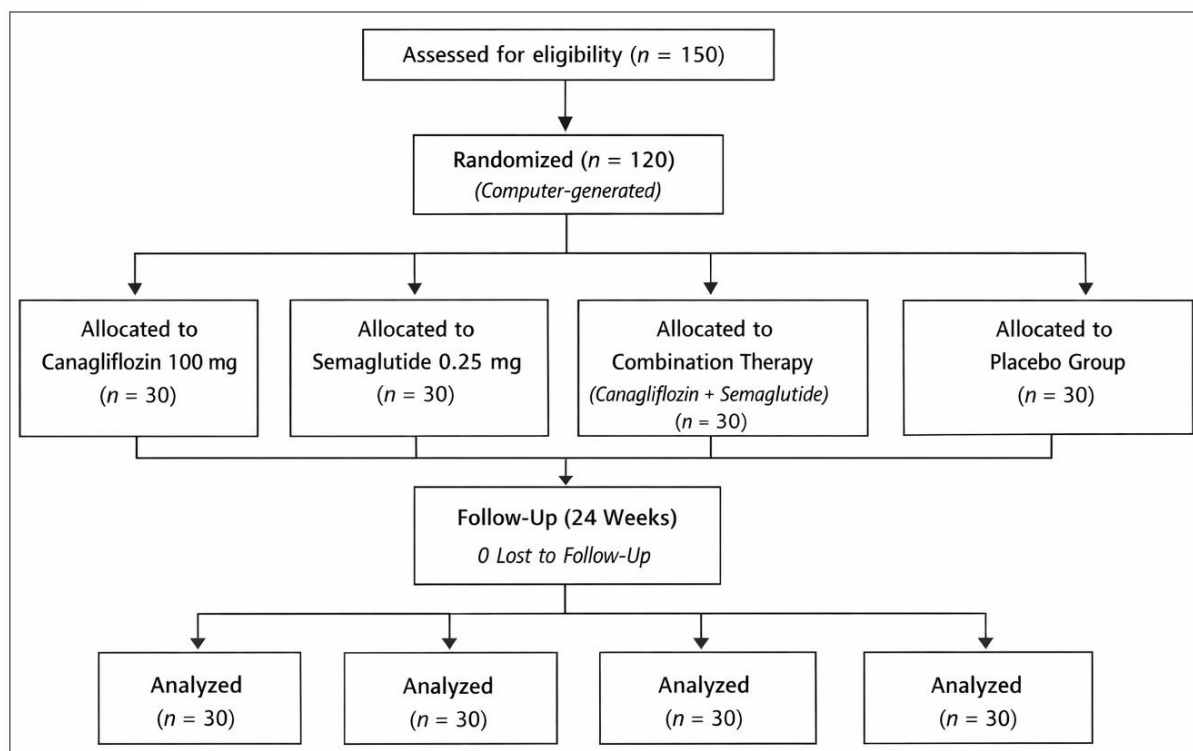 Assessed for eligibility (n = 150)
Randomized (n = 120)
(Computer-generated)
Allocated to
Canagliflozin 100 mg
(n = 30)
Allocated to
Semaglutide 0.25 mg
(n = 30)
Allocated to
Combination Therapy
(Canagliflozin + Semaglutide)
(n = 30)
Allocated to
Placebo Group
(n = 30)
Follow-Up (24 Weeks)
0 Lost to Follow-Up
Analyzed
(n = 30)
Analyzed
(n = 30)
Analyzed
(n = 30)
Analyzed
(n = 30)